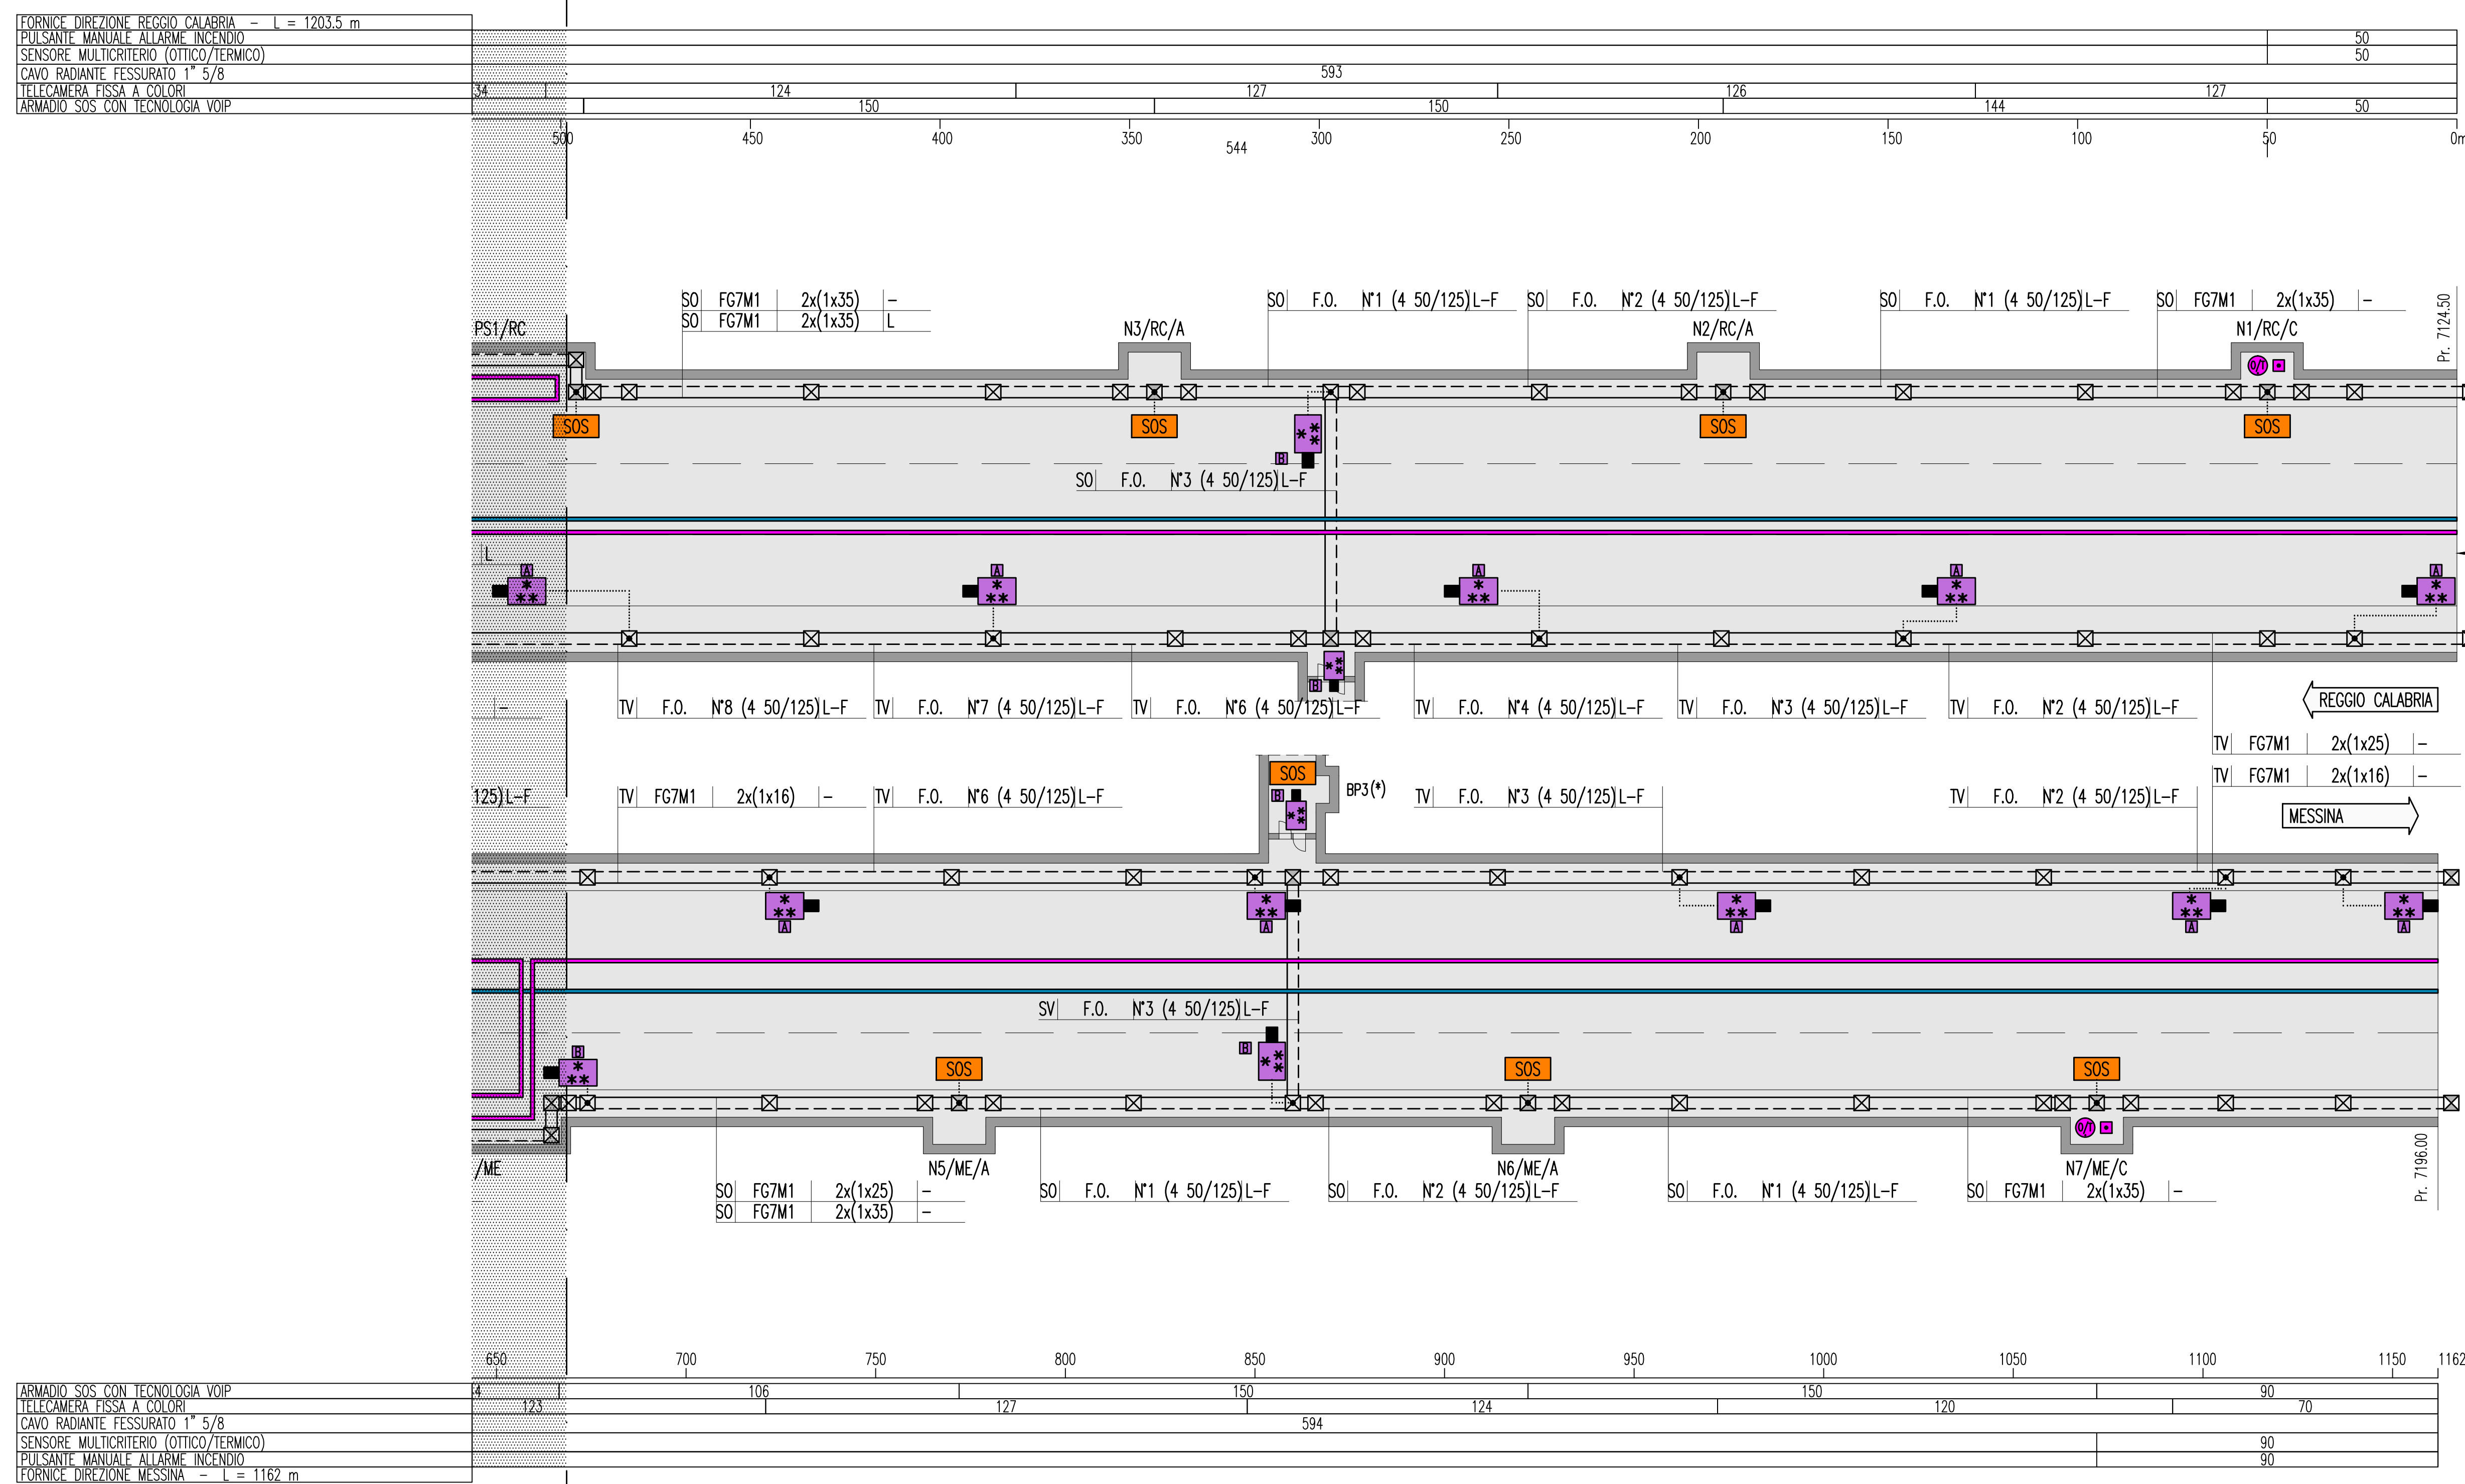 FORNICE DIREZIONE REGGIO CALABRIA – L = 1203.5 m
PULSANTE MANUALE ALLARME INCENDIO 50
SENSORE MULTICRITERIO (OTTICO/TERMICO) 50
CAVO RADIANTE FESSURATO 1" 5/8 593
TELECAMERA FISSA A COLORI 34 124 127 126 127
ARMADIO SOS CON TECNOLOGIA VOIP 150 150 144 50
500 450 400 350 300 250 200 150 100 50 0m
544
SO FG7M1 2x(1x35) –
SO FG7M1 2x(1x35) L
SO F.O. N°1 (4 50/125) L–F
SO F.O. N°2 (4 50/125) L–F
SO F.O. N°1 (4 50/125) L–F
SO FG7M1 2x(1x35) –
Pr. 7124.50
PS1/RC N3/RC/A N2/RC/A N1/RC/C
O/T
SOS SOS SOS SOS
***
B
SO F.O. N°3 (4 50/125) L–F
L
A A A A A
*** *** *** *** ***
***
B
–
TV F.O. N°8 (4 50/125) L–F
TV F.O. N°7 (4 50/125) L–F
TV F.O. N°6 (4 50/125) L–F
TV F.O. N°4 (4 50/125) L–F
TV F.O. N°3 (4 50/125) L–F
TV F.O. N°2 (4 50/125) L–F
REGGIO CALABRIA
TV FG7M1 2x(1x25) –
TV FG7M1 2x(1x16) –
SOS
BP3(*)
B ***
125) L–F
TV FG7M1 2x(1x16) –
TV F.O. N°6 (4 50/125) L–F
TV F.O. N°3 (4 50/125) L–F
TV F.O. N°2 (4 50/125) L–F
MESSINA
*** *** *** *** ***
A A A A A
SV F.O. N°3 (4 50/125) L–F
B B
*** ***
SOS SOS SOS
O/T
/ME N5/ME/A N6/ME/A N7/ME/C
Pr. 7196.00
SO FG7M1 2x(1x25) –
SO FG7M1 2x(1x35) –
SO F.O. N°1 (4 50/125) L–F
SO F.O. N°2 (4 50/125) L–F
SO F.O. N°1 (4 50/125) L–F
SO FG7M1 2x(1x35) –
650 700 750 800 850 900 950 1000 1050 1100 1150 1162
ARMADIO SOS CON TECNOLOGIA VOIP 4 106 150 150 90
TELECAMERA FISSA A COLORI 123 127 124 120 70
CAVO RADIANTE FESSURATO 1" 5/8 594
SENSORE MULTICRITERIO (OTTICO/TERMICO) 90
PULSANTE MANUALE ALLARME INCENDIO 90
FORNICE DIREZIONE MESSINA – L = 1162 m